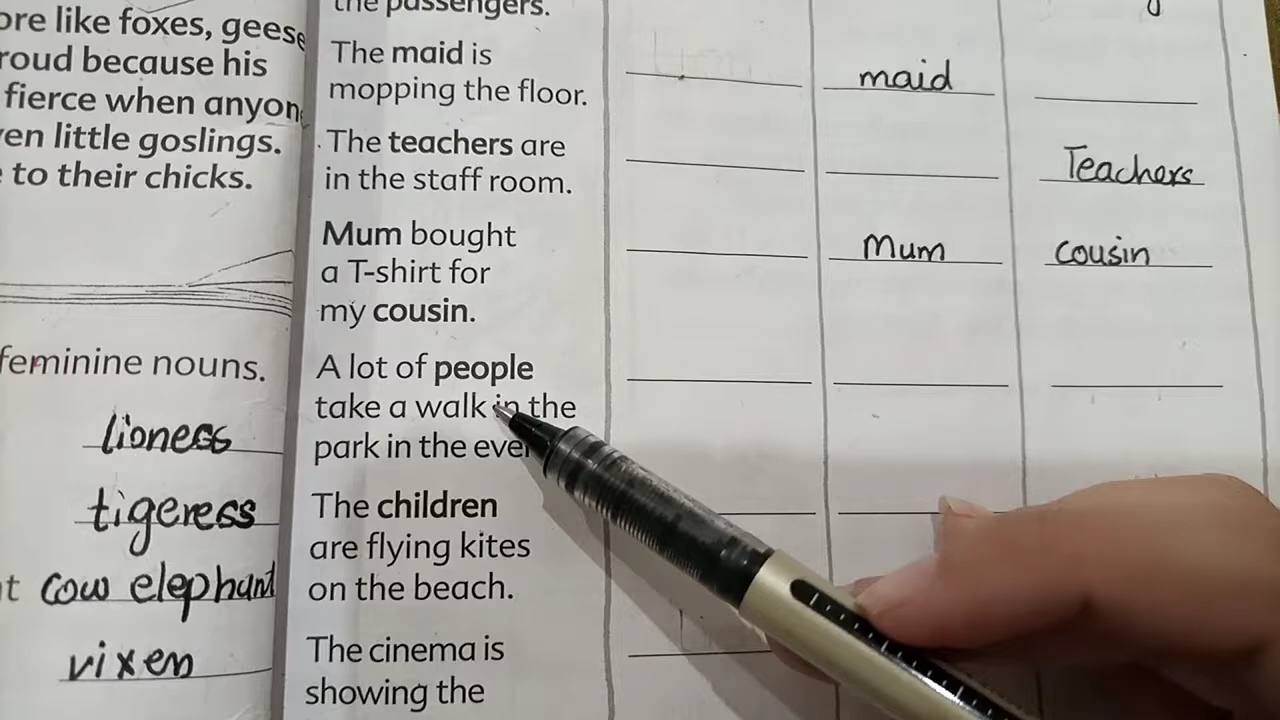 ore like foxes, geese
roud because his
fierce when anyon
en little goslings.
to their chicks.
feminine nouns.
lioness
tigeress
t cow elephant
vixen
the passengers.
The maid is
mopping the floor.
maid
The teachers are
in the staff room.
Teachers
Mum bought
a T-shirt for
my cousin.
Mum
cousin
A lot of people
take a walk in the
park in the eve
The children
are flying kites
on the beach.
The cinema is
showing the